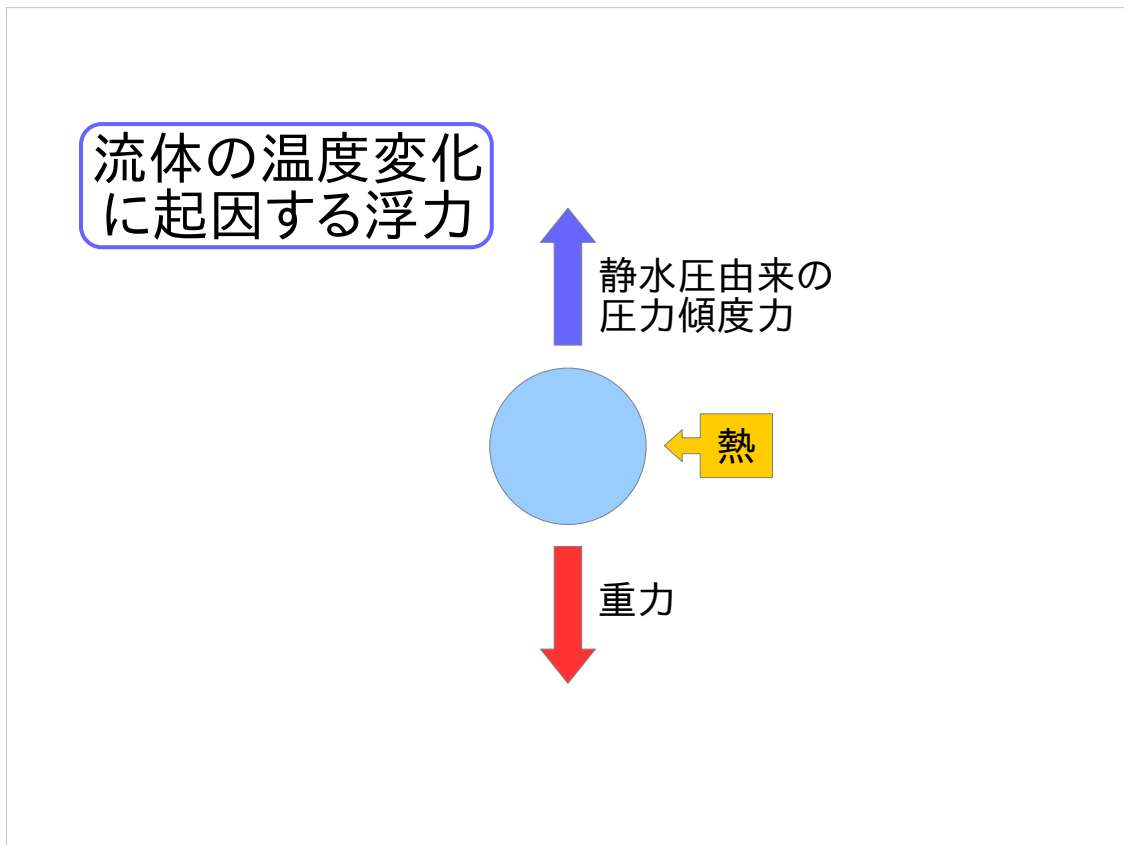 流体の温度変化
に起因する浮力
静水圧由来の
圧力傾度力
熱
重力